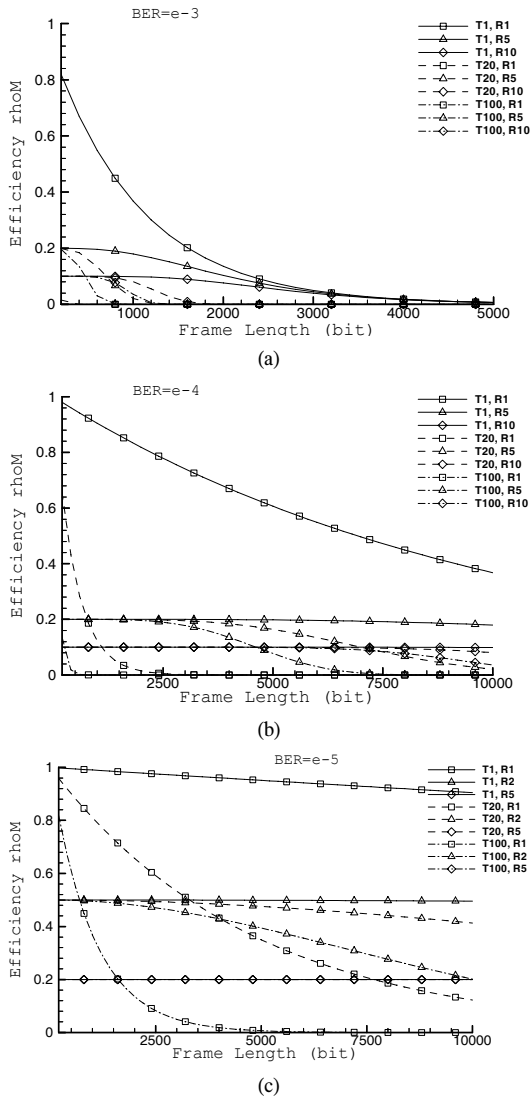 BER=e-3
T1, R1
T1, R5
T1, R10
T20, R1
T20, R5
T20, R10
T100, R1
T100, R5
T100, R10
Efficiency rhoM
1
0.8
0.6
0.4
0.2
0
1000
2000
3000
4000
5000
Frame Length (bit)
(a)
BER=e-4
T1, R1
T1, R5
T1, R10
T20, R1
T20, R5
T20, R10
T100, R1
T100, R5
T100, R10
Efficiency rhoM
1
0.8
0.6
0.4
0.2
0
2500
5000
7500
10000
Frame Length (bit)
(b)
BER=e-5
T1, R1
T1, R2
T1, R5
T20, R1
T20, R2
T20, R5
T100, R1
T100, R2
T100, R5
Efficiency rhoM
1
0.8
0.6
0.4
0.2
0
2500
5000
7500
10000
Frame Length (bit)
(c)